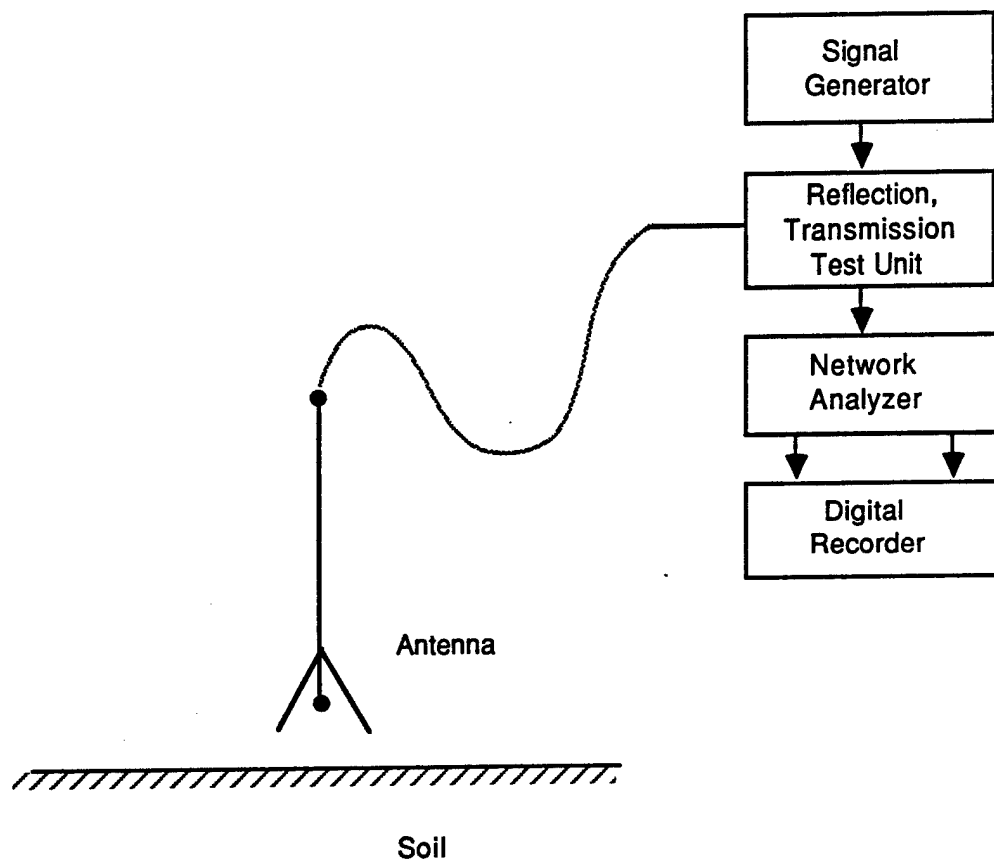 Signal
Generator
Reflection,
Transmission
Test Unit
Network
Analyzer
Digital
Recorder
Antenna
Soil